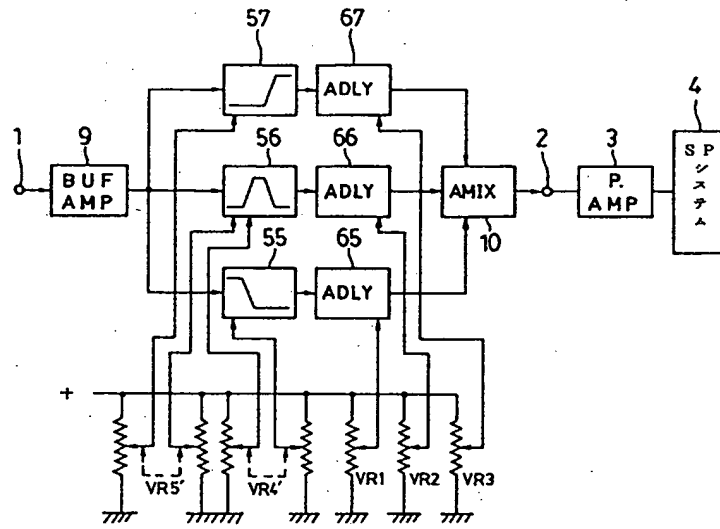 57
67
4
1
9
BUF
AMP
ADLY
56
66
ADLY
2
3
AMIX
10
P.
AMP
SP
システム
55
65
ADLY
+
VR5'
VR4'
VR1
VR2
VR3